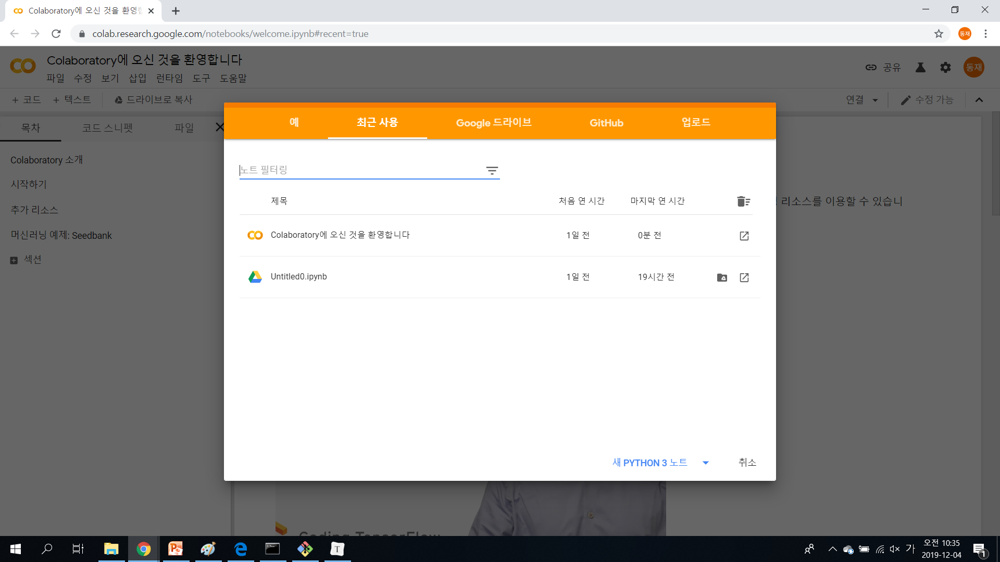 Colaboratory에 오신 것을 환영합
colab.research.google.com/notebooks/welcome.ipynb#recent=true
동재
Colaboratory에 오신 것을 환영합니다
파일 수정 보기 삽입 런타임 도구 도움말
공유
동재
+ 코드 + 텍스트 드라이브로 복사
연결 수정 가능
목차 코드 스니펫 파일
Colaboratory 소개
시작하기
추가 리소스
머신러닝 예제: Seedbank
섹션
예 최근 사용 Google 드라이브 GitHub 업로드
노트 필터링
제목 처음 연 시간 마지막 연 시간
Colaboratory에 오신 것을 환영합니다 1일 전 0분 전
Untitled0.ipynb 1일 전 19시간 전
새 PYTHON 3 노트 취소
리소스를 이용할 수 있습니
Coding TensorFlow
가
오전 10:35
2019-12-04
1